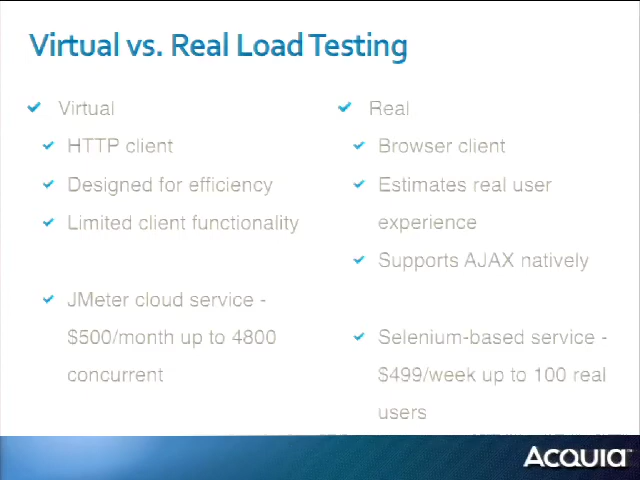 Virtual vs. Real Load Testing
Virtual
HTTP client
Designed for efficiency
Limited client functionality
JMeter cloud service -
$500/month up to 4800
concurrent
Real
Browser client
Estimates real user
experience
Supports AJAX natively
Selenium-based service -
$499/week up to 100 real
users
ACQUIA